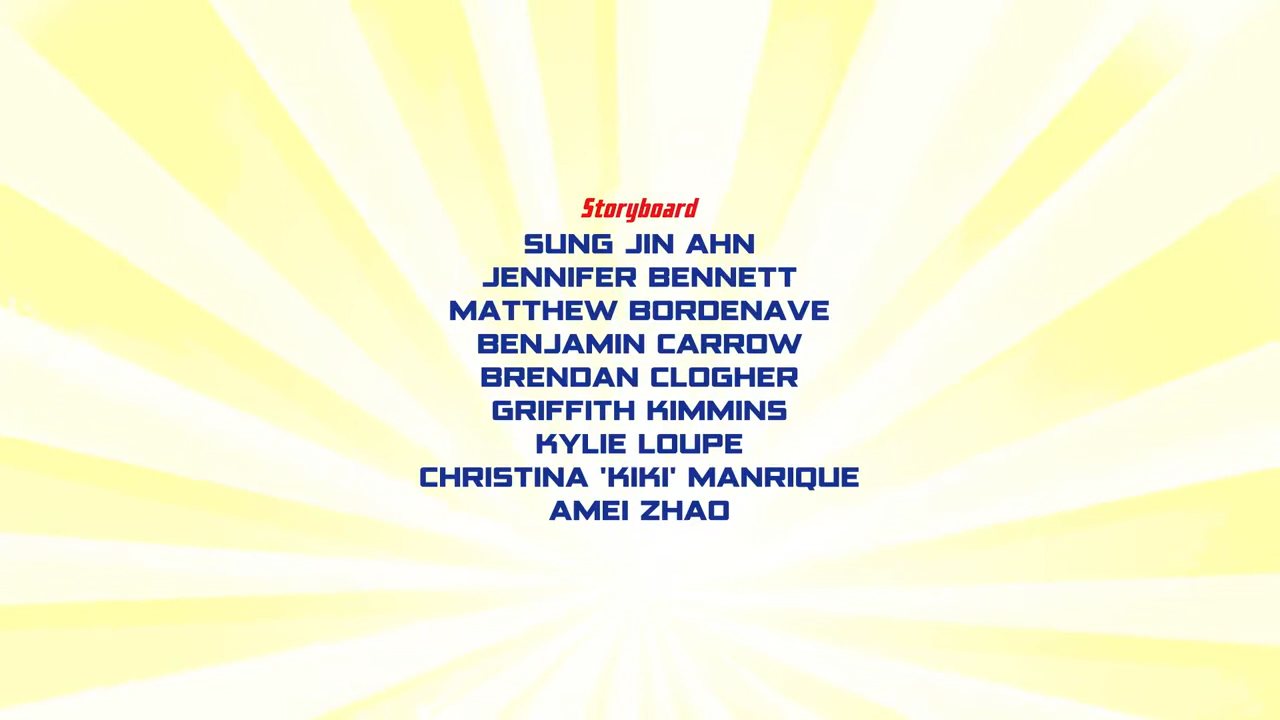 Storyboard
SUNG JIN AHN
JENNIFER BENNETT
MATTHEW BORDENAVE
BENJAMIN CARROW
BRENDAN CLOGHER
GRIFFITH KIMMINS
KYLIE LOUPE
CHRISTINA 'KIKI' MANRIQUE
AMEI ZHAO